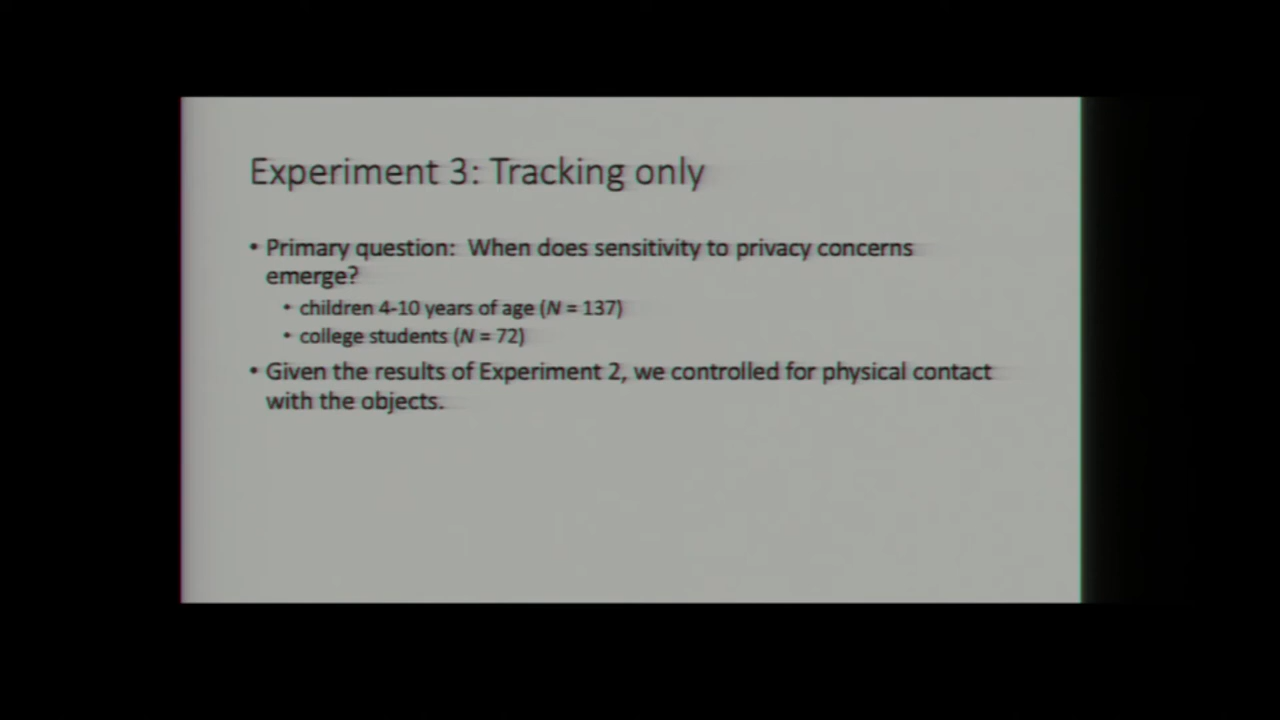 Experiment 3: Tracking only
• Primary question: When does sensitivity to privacy concerns
emerge?
• children 4-10 years of age (N = 137)
• college students (N = 72)
• Given the results of Experiment 2, we controlled for physical contact
with the objects.